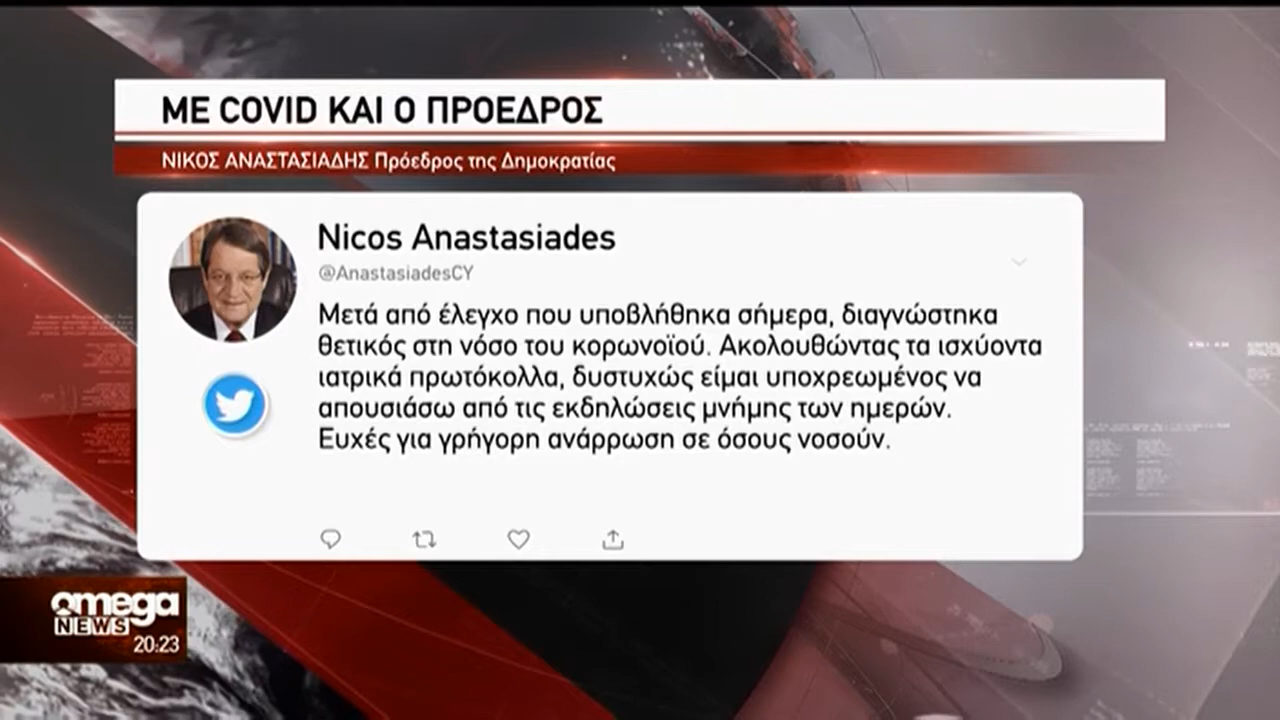 ΜΕ COVID ΚΑΙ Ο ΠΡΟΕΔΡΟΣ
ΝΙΚΟΣ ΑΝΑΣΤΑΣΙΑΔΗΣ Πρόεδρος της Δημοκρατίας
Nicos Anastasiades
@AnastasiadesCY
Μετά από έλεγχο που υποβλήθηκα σήμερα, διαγνώστηκα
θετικός στη νόσο του κορωνοϊού. Ακολουθώντας τα ισχύοντα
ιατρικά πρωτόκολλα, δυστυχώς είμαι υποχρεωμένος να
απουσιάσω από τις εκδηλώσεις μνήμης των ημερών.
Ευχές για γρήγορη ανάρρωση σε όσους νοσούν.
omega
NEWS
20:23